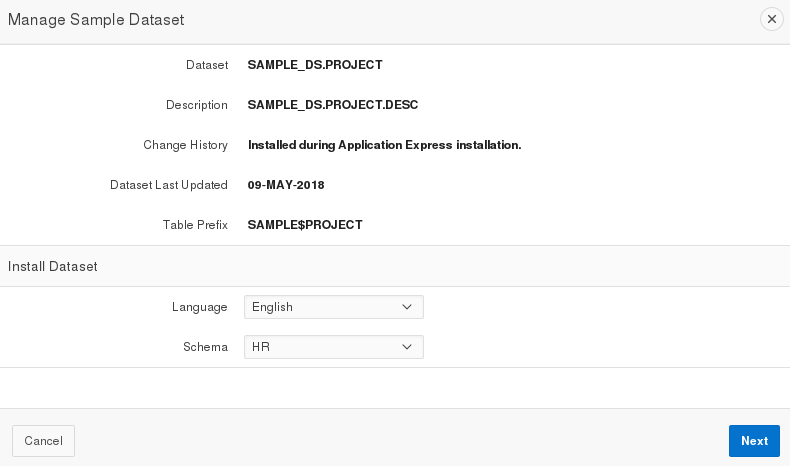 Manage Sample Dataset
Dataset SAMPLE_DS.PROJECT
Description SAMPLE_DS.PROJECT.DESC
Change History Installed during Application Express installation.
Dataset Last Updated 09-MAY-2018
Table Prefix SAMPLE$PROJECT
Install Dataset
Language English
Schema HR
Cancel Next